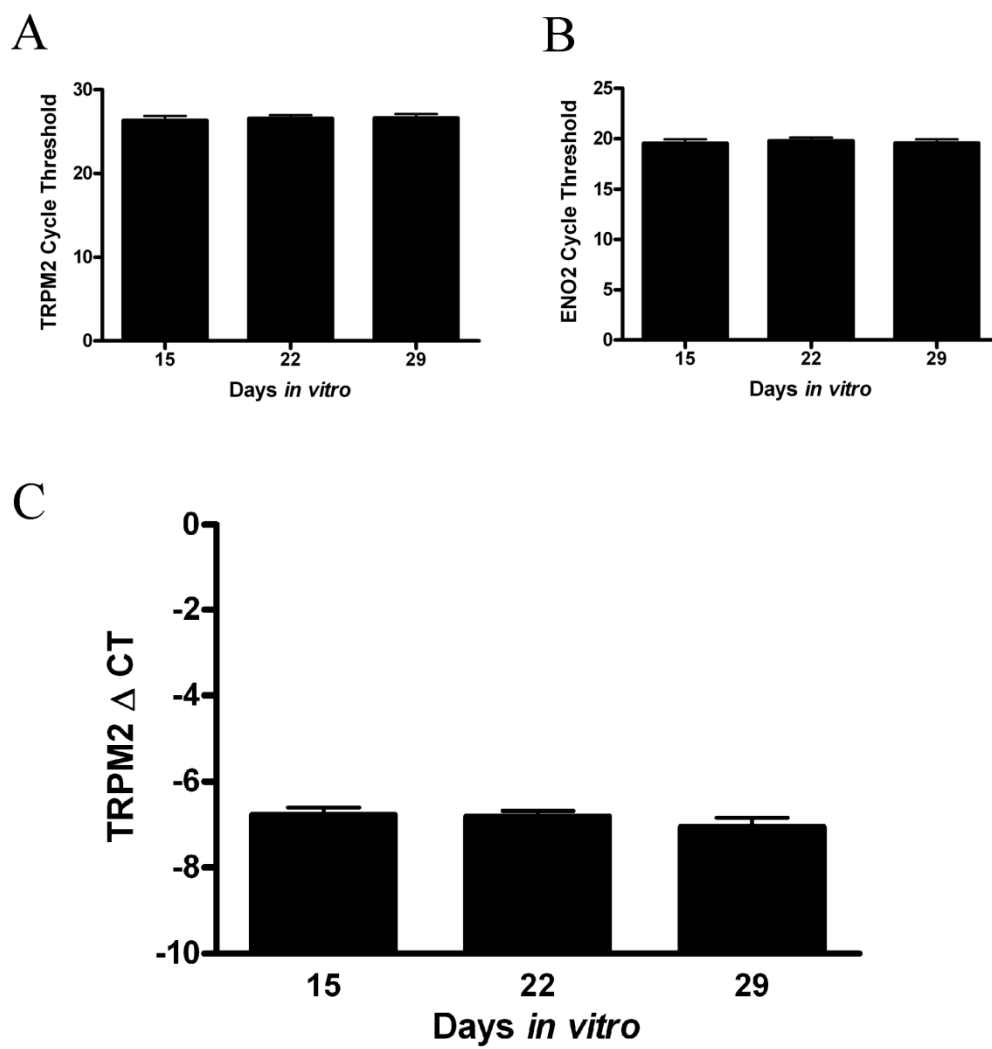 A
TRPM2 Cycle Threshold
30
20
10
0
15 22 29
Days in vitro
B
ENO2 Cycle Threshold
25
20
15
10
5
0
15 22 29
Days in vitro
C
TRPM2 Δ CT
0
-2
-4
-6
-8
-10
15 22 29
Days in vitro